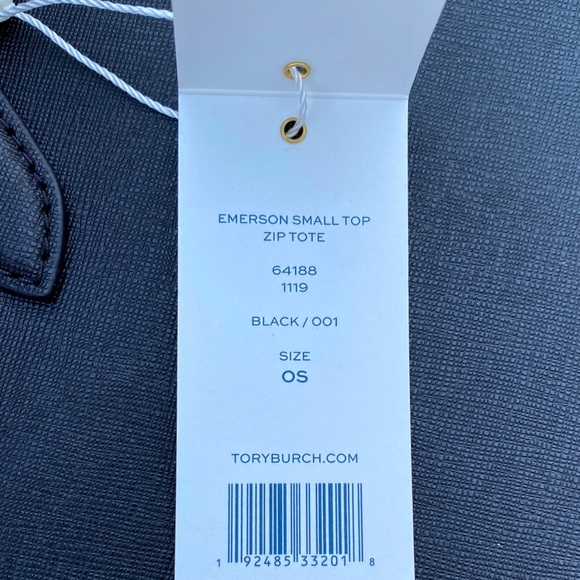 EMERSON SMALL TOP
ZIP TOTE
64188
1119
BLACK / 001
SIZE
OS
TORYBURCH.COM
1 92485 33201 8